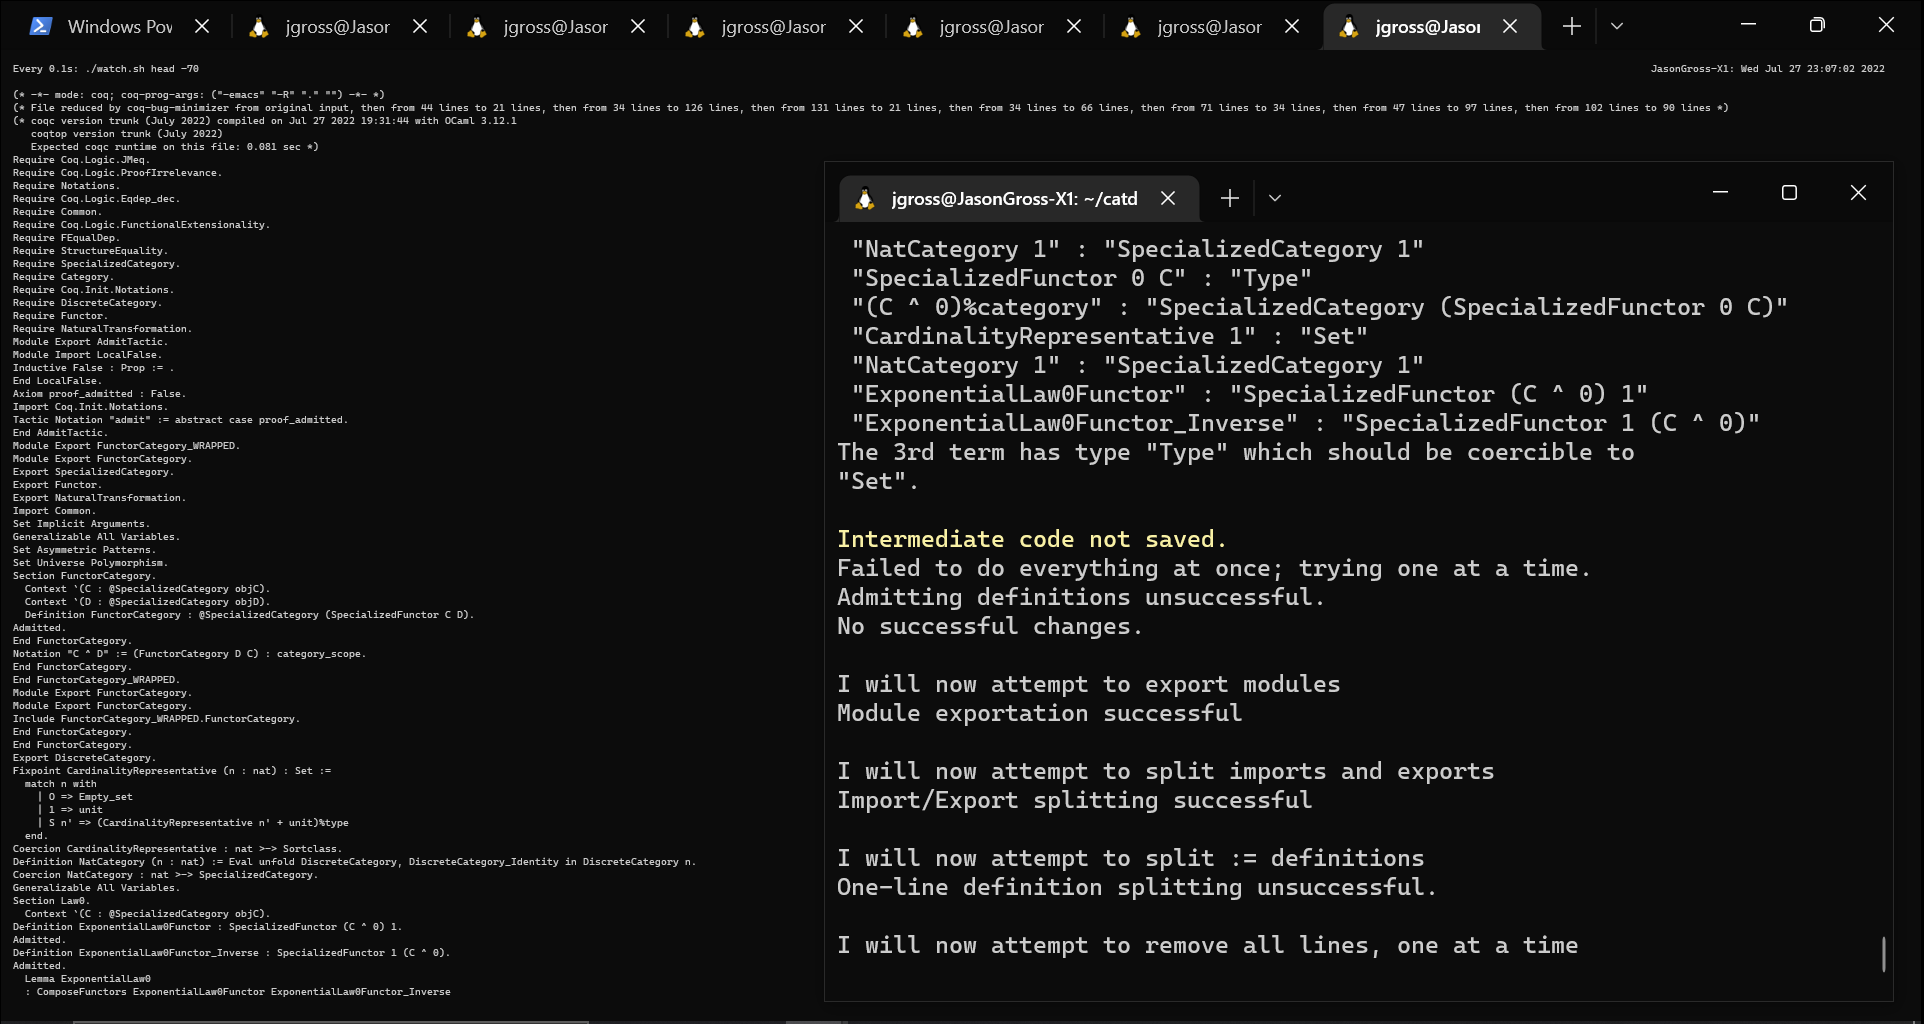 Windows Pow
jgross@Jasor
jgross@Jasor
jgross@Jasor
jgross@Jasor
jgross@Jasor
jgross@Jasor
Every 0.1s: ./watch.sh head -70
JasonGross-X1: Wed Jul 27 23:07:02 2022
(* -*- mode: coq; coq-prog-args: ("-emacs" "-R" "." "") -*- *)
(* File reduced by coq-bug-minimizer from original input, then from 44 lines to 21 lines, then from 34 lines to 126 lines, then from 131 lines to 21 lines, then from 34 lines to 66 lines, then from 71 lines to 34 lines, then from 47 lines to 97 lines, then from 102 lines to 90 lines *)
(* coqc version trunk (July 2022) compiled on Jul 27 2022 19:31:44 with OCaml 3.12.1
   coqtop version trunk (July 2022)
   Expected coqc runtime on this file: 0.081 sec *)
Require Coq.Logic.JMeq.
Require Coq.Logic.ProofIrrelevance.
Require Notations.
Require Coq.Logic.Eqdep_dec.
Require Common.
Require Coq.Logic.FunctionalExtensionality.
Require FEqualDep.
Require StructureEquality.
Require SpecializedCategory.
Require Category.
Require Coq.Init.Notations.
Require DiscreteCategory.
Require Functor.
Require NaturalTransformation.
Module Export AdmitTactic.
Module Import LocalFalse.
Inductive False : Prop := .
End LocalFalse.
Axiom proof_admitted : False.
Import Coq.Init.Notations.
Tactic Notation "admit" := abstract case proof_admitted.
End AdmitTactic.
Module Export FunctorCategory_WRAPPED.
Module Export FunctorCategory.
Export SpecializedCategory.
Export Functor.
Export NaturalTransformation.
Import Common.
Set Implicit Arguments.
Generalizable All Variables.
Set Asymmetric Patterns.
Set Universe Polymorphism.
Section FunctorCategory.
  Context `(C : @SpecializedCategory objC).
  Context `(D : @SpecializedCategory objD).
  Definition FunctorCategory : @SpecializedCategory (SpecializedFunctor C D).
Admitted.
End FunctorCategory.
Notation "C ^ D" := (FunctorCategory D C) : category_scope.
End FunctorCategory.
End FunctorCategory_WRAPPED.
Module Export FunctorCategory.
Module Export FunctorCategory.
Include FunctorCategory_WRAPPED.FunctorCategory.
End FunctorCategory.
End FunctorCategory.
Export DiscreteCategory.
Fixpoint CardinalityRepresentative (n : nat) : Set :=
  match n with
    | O => Empty_set
    | 1 => unit
    | S n' => (CardinalityRepresentative n' + unit)%type
  end.
Coercion CardinalityRepresentative : nat >-> Sortclass.
Definition NatCategory (n : nat) := Eval unfold DiscreteCategory, DiscreteCategory_Identity in DiscreteCategory n.
Coercion NatCategory : nat >-> SpecializedCategory.
Generalizable All Variables.
Section Law0.
  Context `(C : @SpecializedCategory objC).
Definition ExponentialLaw0Functor : SpecializedFunctor (C ^ 0) 1.
Admitted.
Definition ExponentialLaw0Functor_Inverse : SpecializedFunctor 1 (C ^ 0).
Admitted.
  Lemma ExponentialLaw0
  : ComposeFunctors ExponentialLaw0Functor ExponentialLaw0Functor_Inverse
jgross@JasonGross-X1: ~/catd
"NatCategory 1" : "SpecializedCategory 1"
"SpecializedFunctor 0 C" : "Type"
"(C ^ 0)%category" : "SpecializedCategory (SpecializedFunctor 0 C)"
"CardinalityRepresentative 1" : "Set"
"NatCategory 1" : "SpecializedCategory 1"
"ExponentialLaw0Functor" : "SpecializedFunctor (C ^ 0) 1"
"ExponentialLaw0Functor_Inverse" : "SpecializedFunctor 1 (C ^ 0)"
The 3rd term has type "Type" which should be coercible to
"Set".
Intermediate code not saved.
Failed to do everything at once; trying one at a time.
Admitting definitions unsuccessful.
No successful changes.
I will now attempt to export modules
Module exportation successful
I will now attempt to split imports and exports
Import/Export splitting successful
I will now attempt to split := definitions
One-line definition splitting unsuccessful.
I will now attempt to remove all lines, one at a time